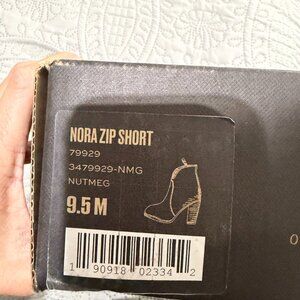 NORA ZIP SHORT
79929
3479929-NMG
NUTMEG
9.5 M
1 90918 02334 2